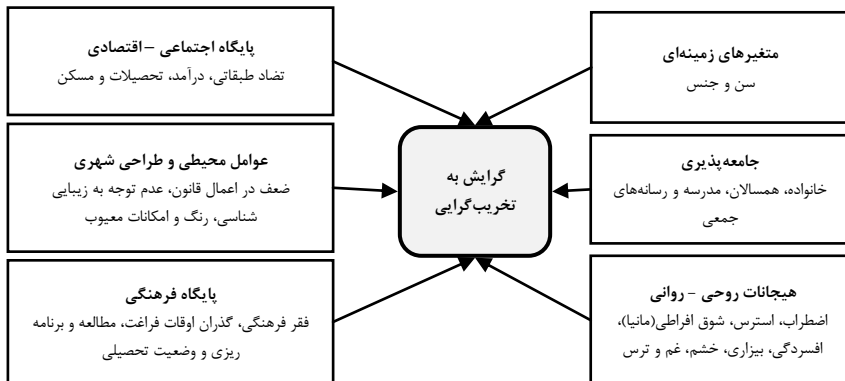 متغیرهای زمینه‌ای
سن و جنس
پایگاه اجتماعی – اقتصادی
تضاد طبقاتی، درآمد، تحصیلات و مسکن
جامعه‌پذیری
خانواده، همسالان، مدرسه و رسانه‌های
جمعی
گرایش به
تخریب‌گرایی
عوامل محیطی و طراحی شهری
ضعف در اعمال قانون، عدم توجه به زیبایی
شناسی، رنگ و امکانات معیوب
هیجانات روحی – روانی
اضطراب، استرس، شوق افراطی(مانیا)،
افسردگی، بیزاری، خشم، غم و ترس
پایگاه فرهنگی
فقر فرهنگی، گذران اوقات فراغت، مطالعه و برنامه
ریزی و وضعیت تحصیلی